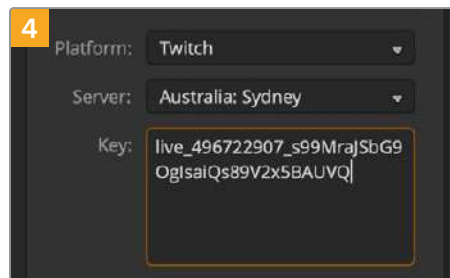 4
Platform: Twitch
Server: Australia: Sydney
Key: live_496722907_s99MraJSbG9
OgIsaiQs89V2x5BAUVQ